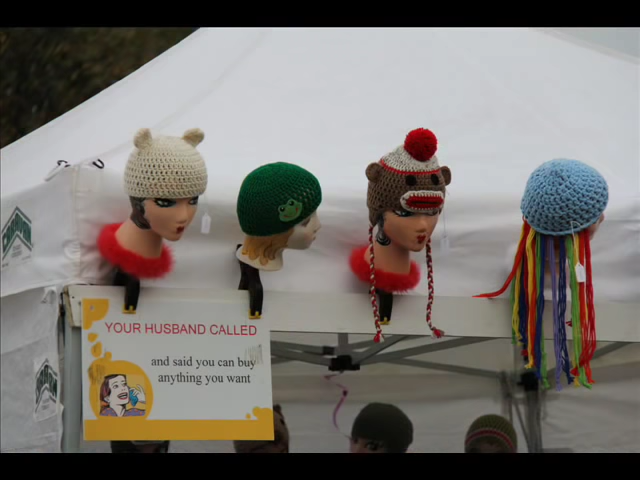 YOUR HUSBAND CALLED
and said you can buy
anything you want